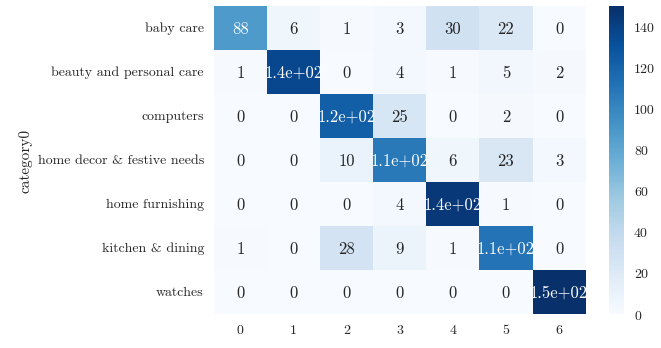 baby care 88 6 1 3 30 22 0
beauty and personal care 1 1.4e+02 0 4 1 5 2
computers 0 0 1.2e+02 25 0 2 0
home decor & festive needs 0 0 10 1.1e+02 6 23 3
home furnishing 0 0 0 4 1.4e+02 1 0
kitchen & dining 1 0 28 9 1 1.1e+02 0
watches 0 0 0 0 0 0 1.5e+02
0 1 2 3 4 5 6
category0
140
120
100
80
60
40
20
0